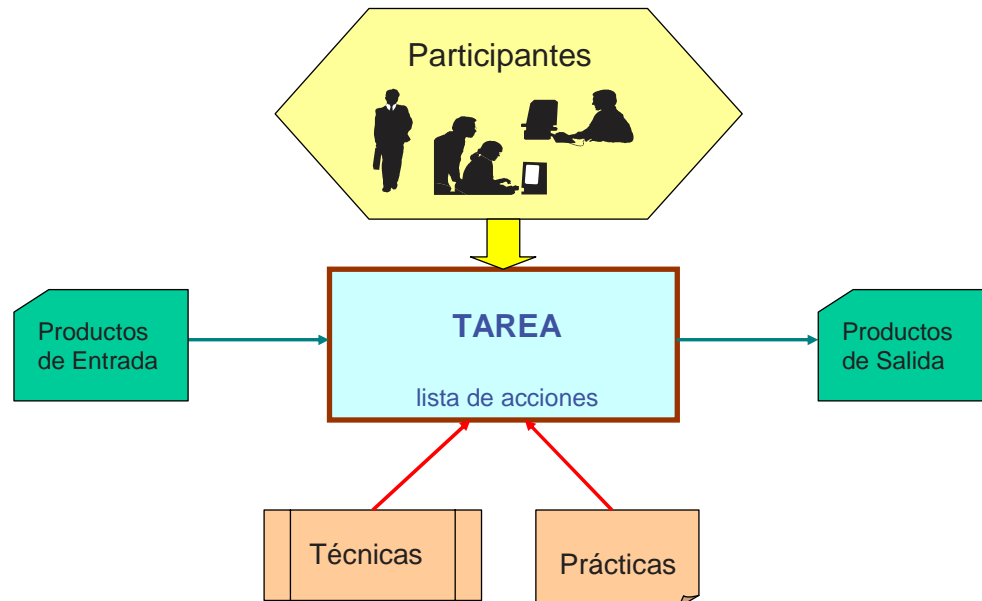 Participantes
TAREA
lista de acciones
Productos
de Entrada
Productos
de Salida
Técnicas
Prácticas